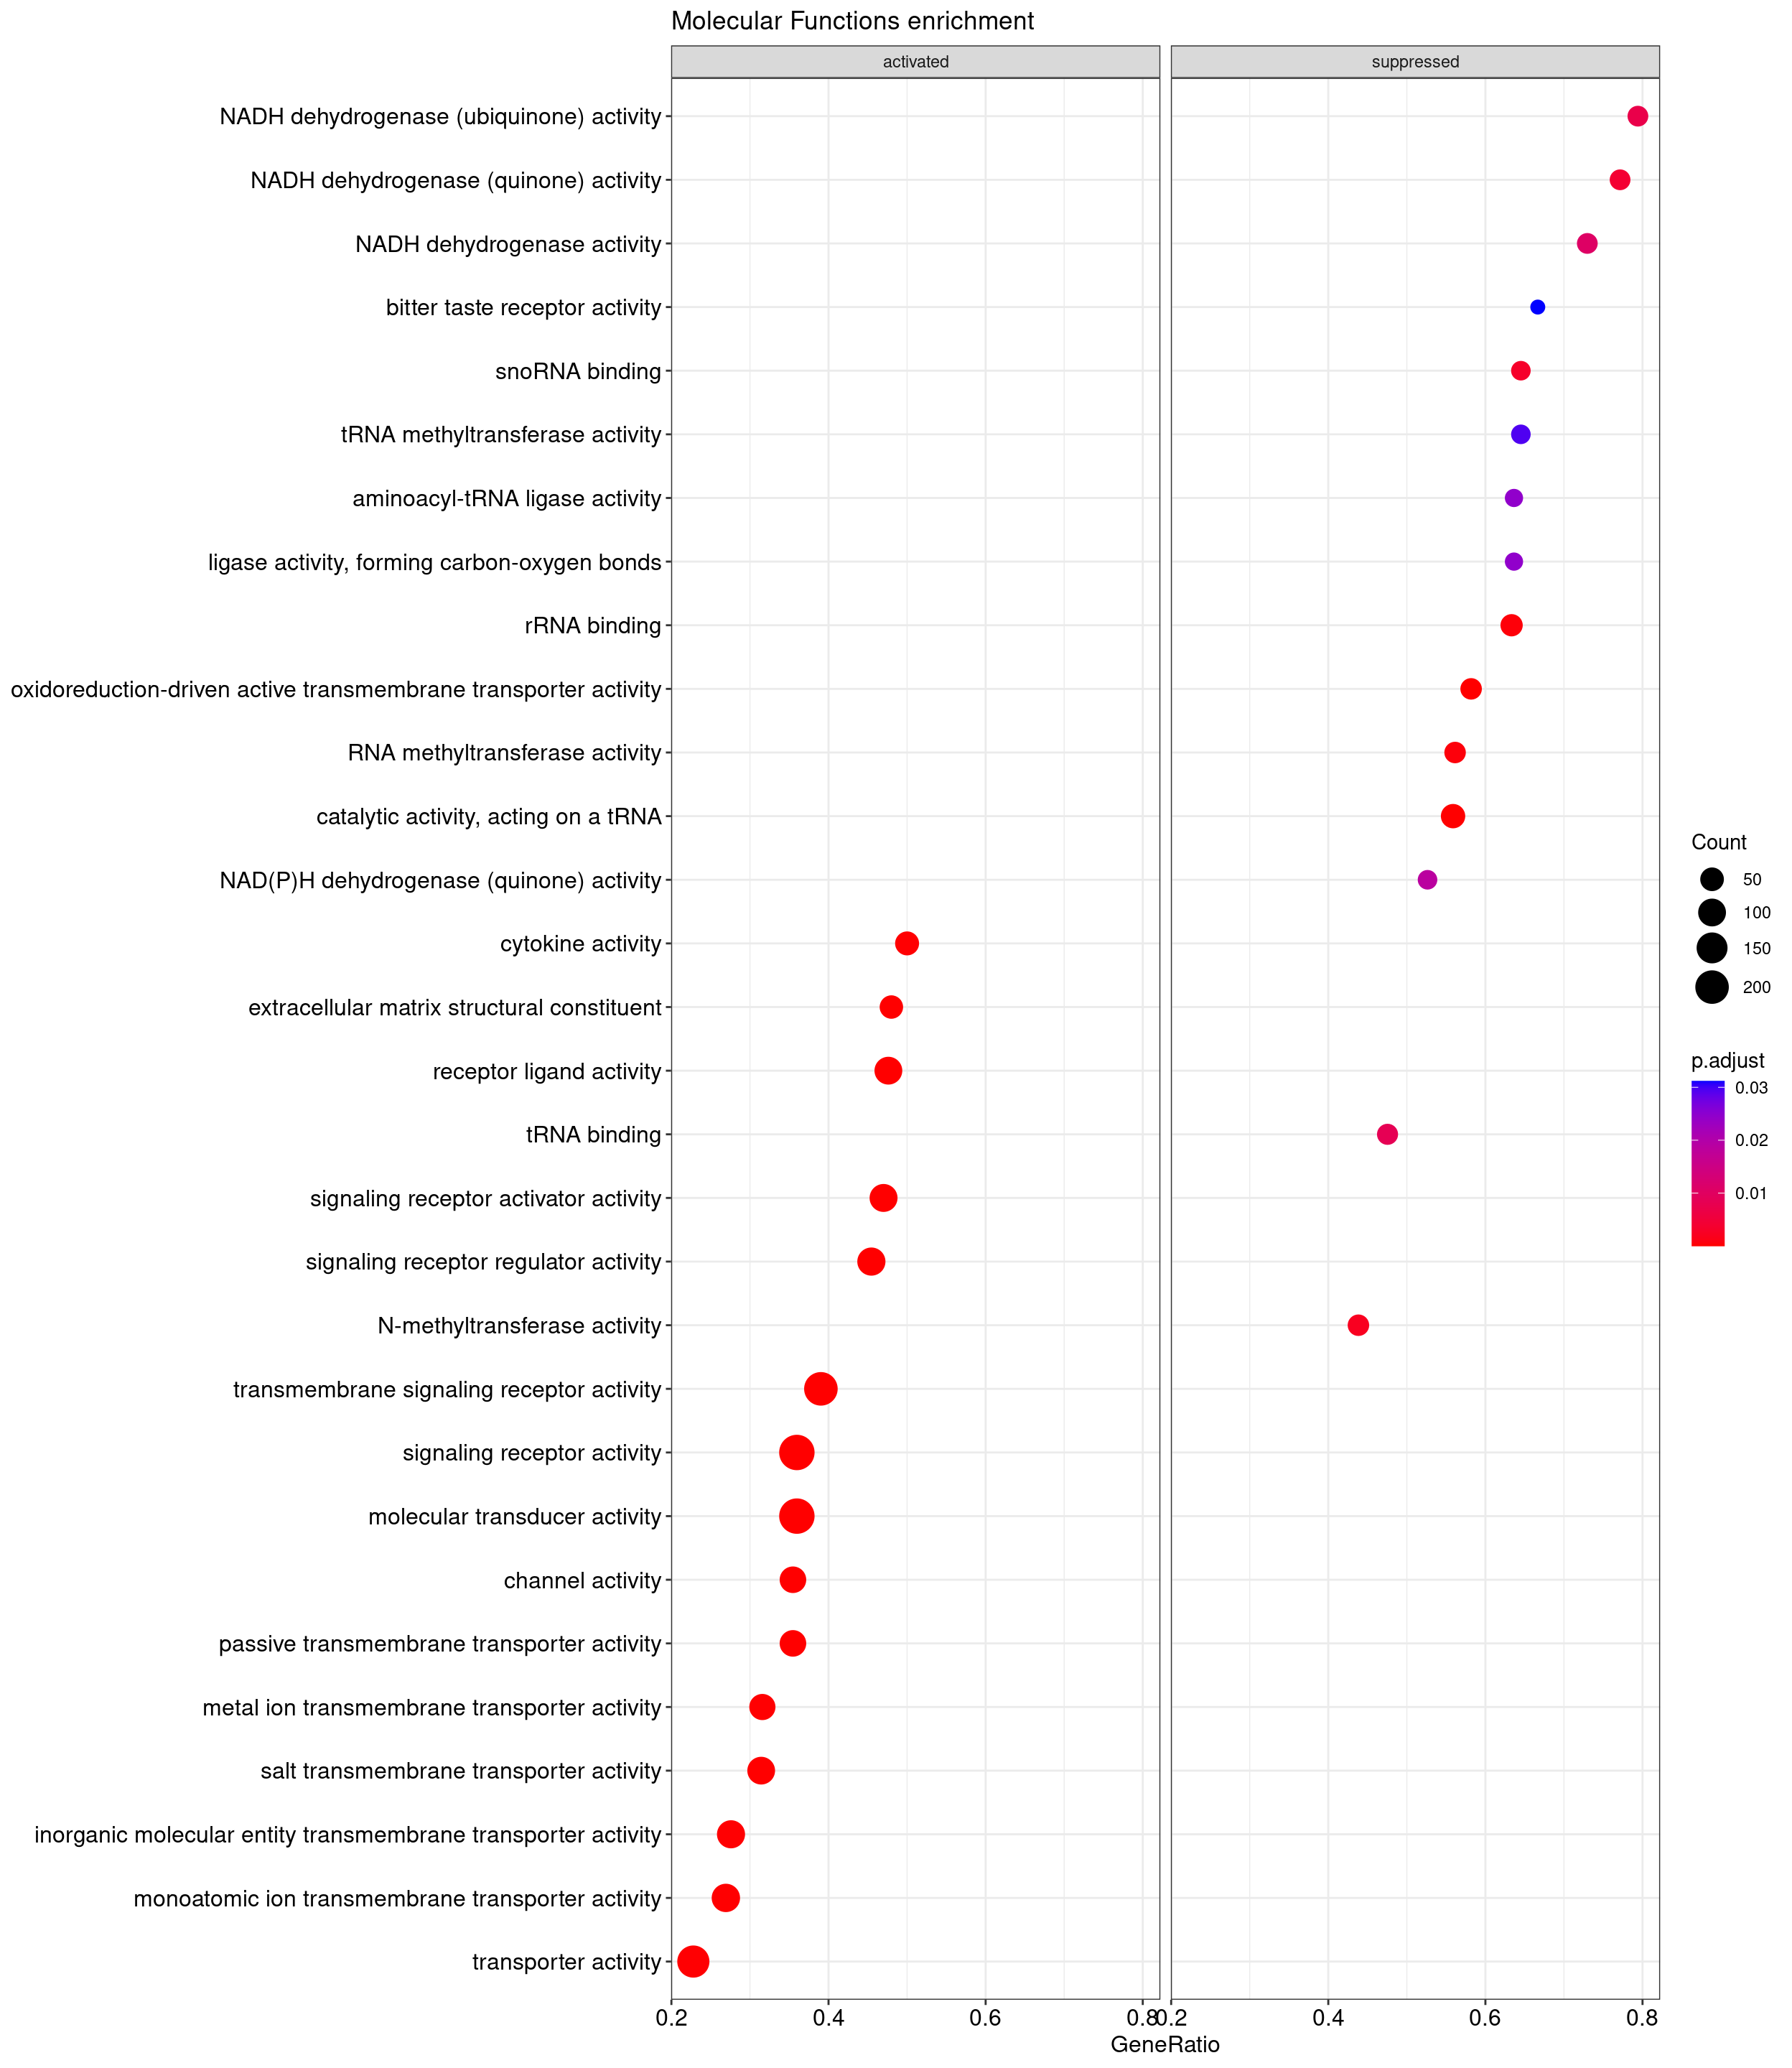 Molecular Functions enrichment
activated
suppressed
NADH dehydrogenase (ubiquinone) activity
NADH dehydrogenase (quinone) activity
NADH dehydrogenase activity
bitter taste receptor activity
snoRNA binding
tRNA methyltransferase activity
aminoacyl-tRNA ligase activity
ligase activity, forming carbon-oxygen bonds
rRNA binding
oxidoreduction-driven active transmembrane transporter activity
RNA methyltransferase activity
catalytic activity, acting on a tRNA
NAD(P)H dehydrogenase (quinone) activity
cytokine activity
extracellular matrix structural constituent
receptor ligand activity
tRNA binding
signaling receptor activator activity
signaling receptor regulator activity
N-methyltransferase activity
transmembrane signaling receptor activity
signaling receptor activity
molecular transducer activity
channel activity
passive transmembrane transporter activity
metal ion transmembrane transporter activity
salt transmembrane transporter activity
inorganic molecular entity transmembrane transporter activity
monoatomic ion transmembrane transporter activity
transporter activity
0.2 0.4 0.6 0.8 0.2 0.4 0.6 0.8
GeneRatio
Count
50
100
150
200
p.adjust
0.03
0.02
0.01